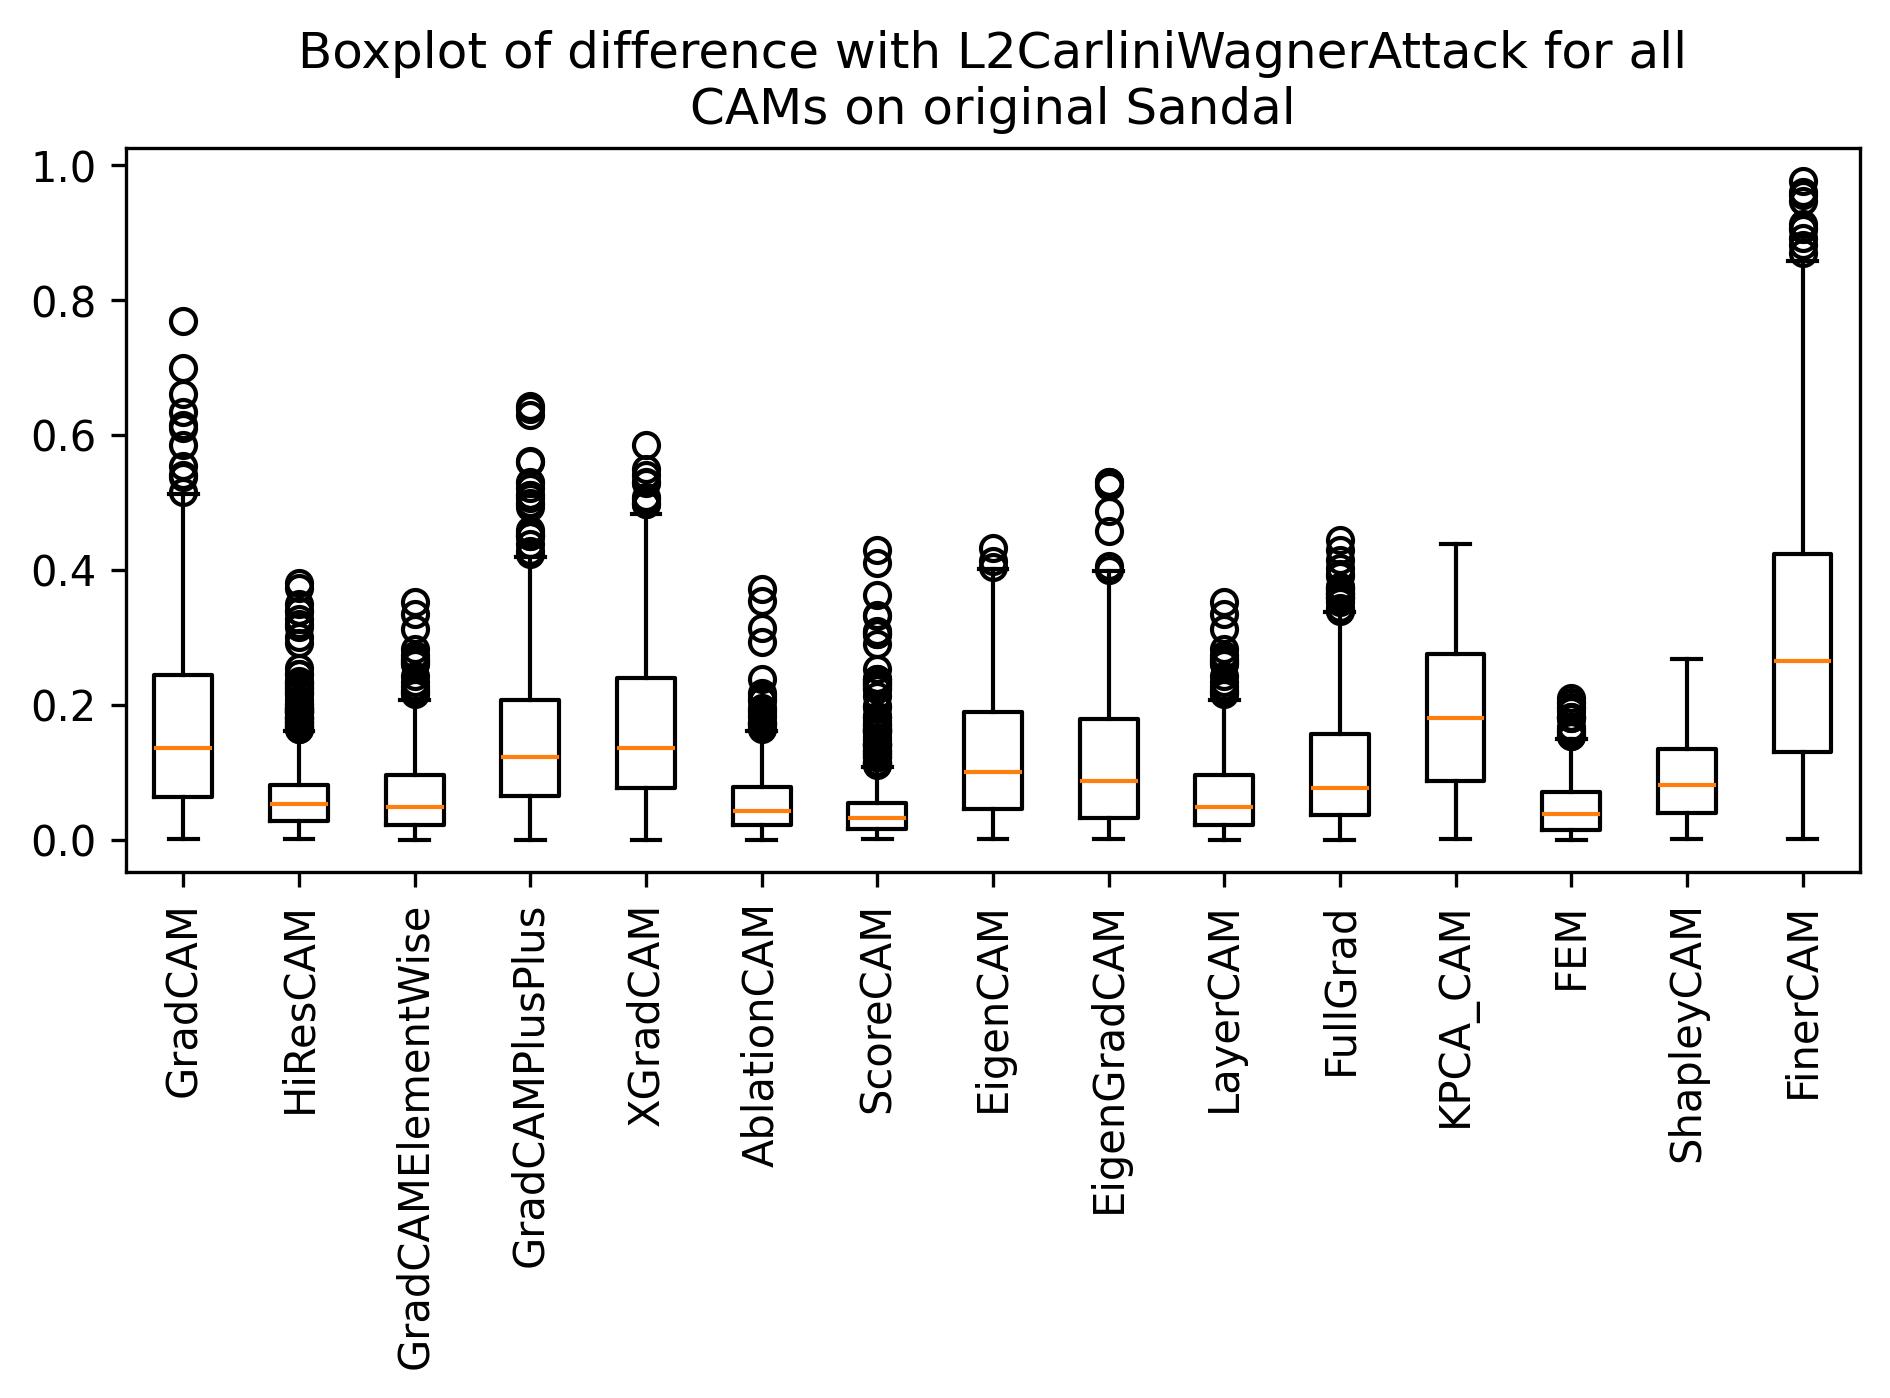 Boxplot of difference with L2CarliniWagnerAttack for all
CAMs on original Sandal
1.0
0.8
0.6
0.4
0.2
0.0
GradCAM
HiResCAM
GradCAMElementWise
GradCAMPlusPlus
XGradCAM
AblationCAM
ScoreCAM
EigenCAM
EigenGradCAM
LayerCAM
FullGrad
KPCA_CAM
FEM
ShapleyCAM
FinerCAM